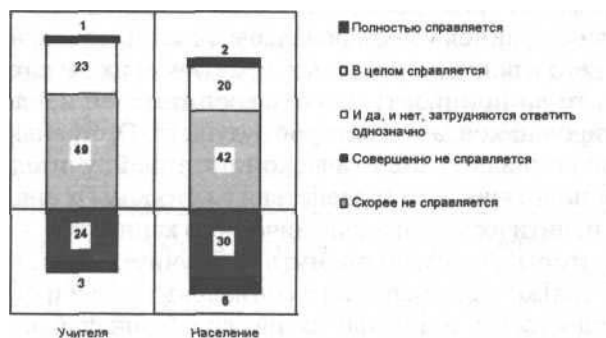 1
23
49
24
3
Учителя
2
20
42
30
6
Население
Полностью справляется
В целом справляется
И да, и нет, затрудняются ответить
однозначно
Совершенно не справляется
Скорее не справляется